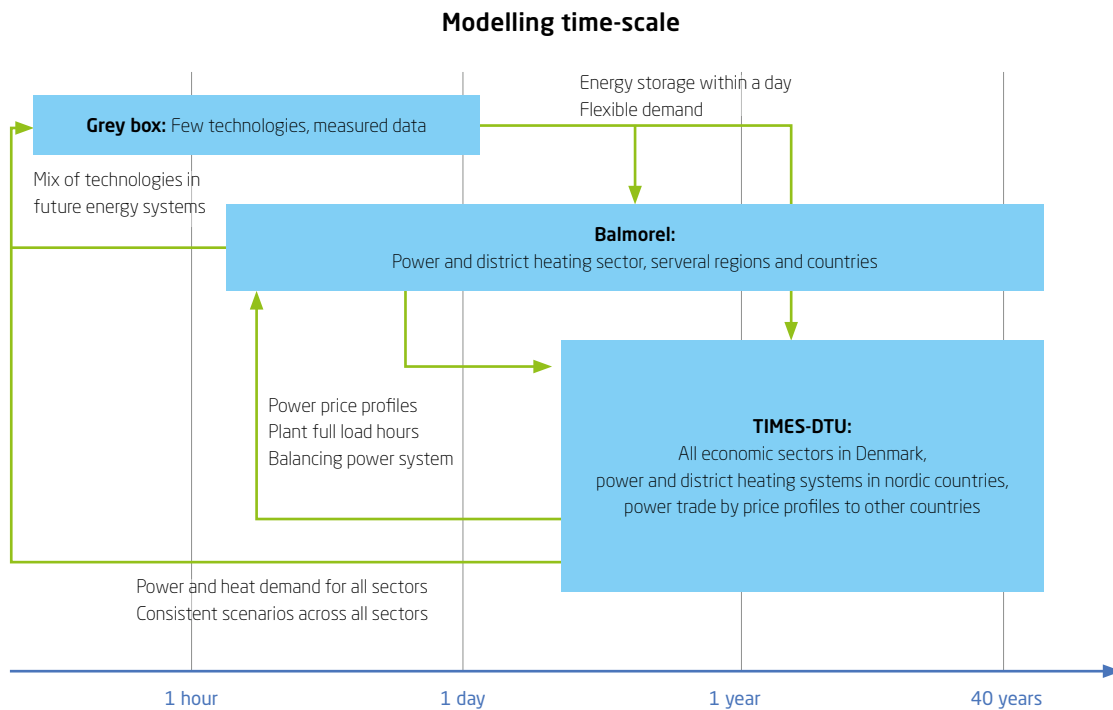 Modelling time-scale
Energy storage within a day
Flexible demand
Grey box: Few technologies, measured data
Mix of technologies in
future energy systems
Balmorel:
Power and district heating sector, serveral regions and countries
Power price profiles
Plant full load hours
Balancing power system
TIMES-DTU:
All economic sectors in Denmark,
power and district heating systems in nordic countries,
power trade by price profiles to other countries
Power and heat demand for all sectors
Consistent scenarios across all sectors
1 hour
1 day
1 year
40 years